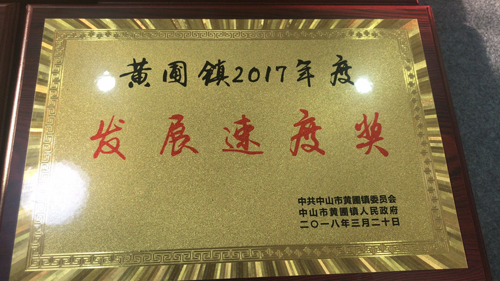 黄圃镇2017年度
发展速度奖
中共中山市黄圃镇委员会
中山市黄圃镇人民政府
二〇一八年三月二十日